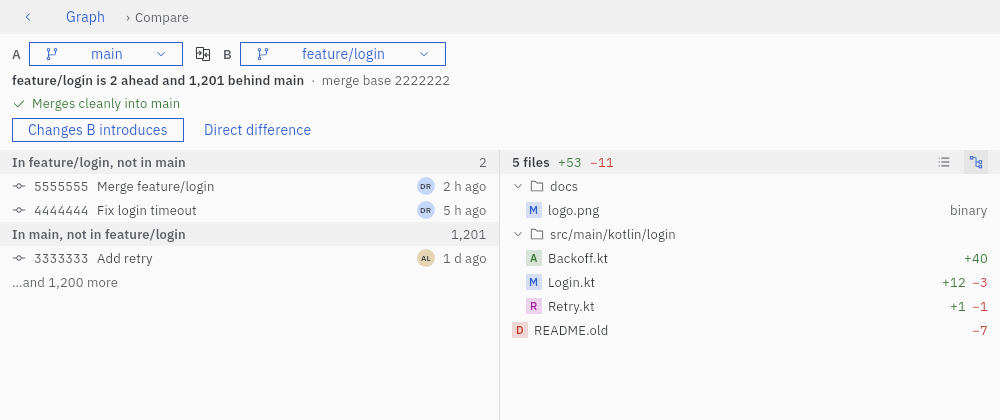 Graph › Compare
A main B feature/login
feature/login is 2 ahead and 1,201 behind main · merge base 2222222
Merges cleanly into main
Changes B introduces Direct difference
In feature/login, not in main 2
5555555 Merge feature/login DR 2 h ago
4444444 Fix login timeout DR 5 h ago
In main, not in feature/login 1,201
3333333 Add retry AL 1 d ago
…and 1,200 more
5 files +53 −11
docs
M logo.png binary
src/main/kotlin/login
A Backoff.kt +40
M Login.kt +12 −3
R Retry.kt +1 −1
D README.old −7